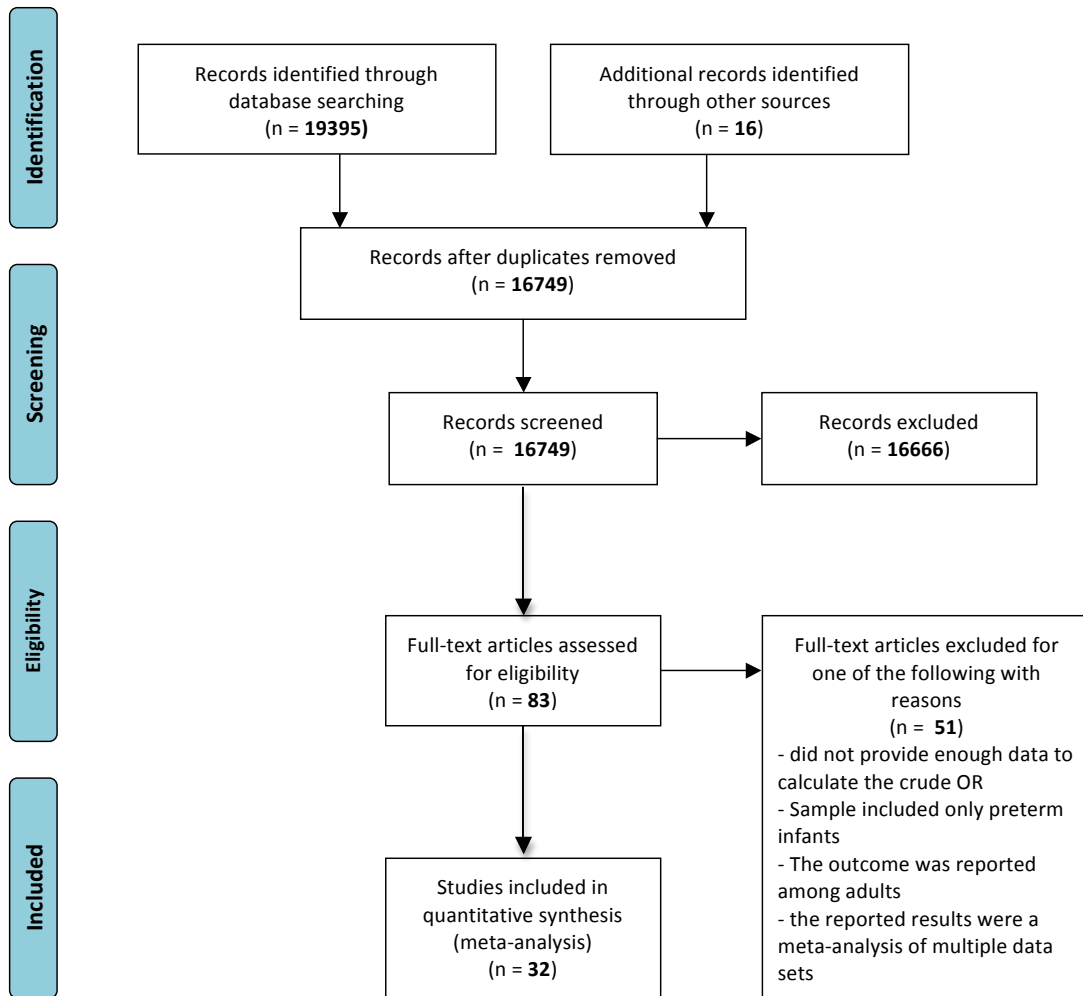 Identification
Records identified through
database searching
(n = 19395)
Additional records identified
through other sources
(n = 16)
Records after duplicates removed
(n = 16749)
Screening
Records screened
(n = 16749)
Records excluded
(n = 16666)
Eligibility
Full-text articles assessed
for eligibility
(n = 83)
Full-text articles excluded for
one of the following with
reasons
(n = 51)
- did not provide enough data to
calculate the crude OR
- Sample included only preterm
infants
- The outcome was reported
among adults
- the reported results were a
meta-analysis of multiple data
sets
Included
Studies included in
quantitative synthesis
(meta-analysis)
(n = 32)